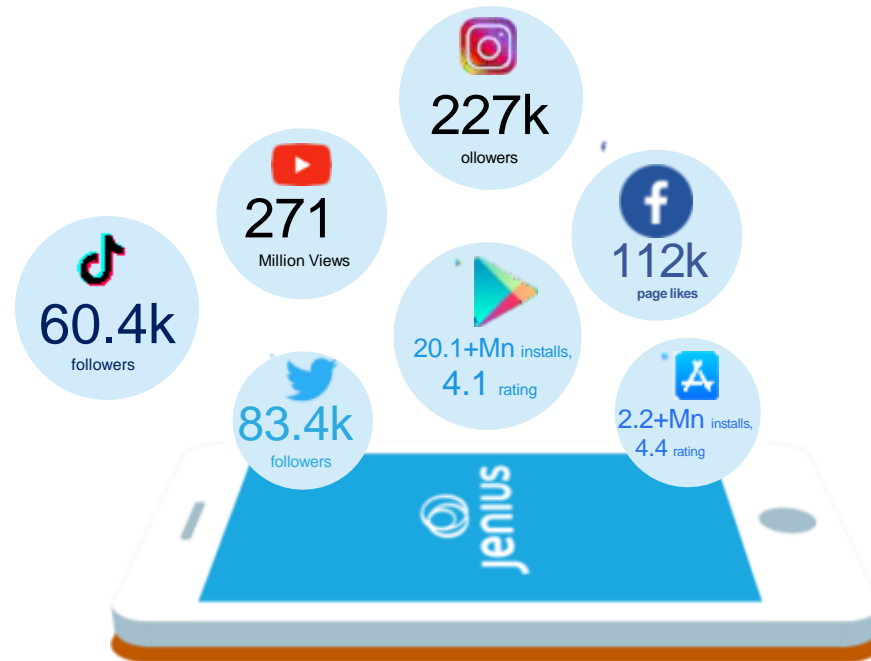 227k
ollowers
271
Million Views
112k
page likes
60.4k
followers
20.1+Mn installs,
4.1 rating
83.4k
followers
2.2+Mn installs,
4.4 rating
jenius